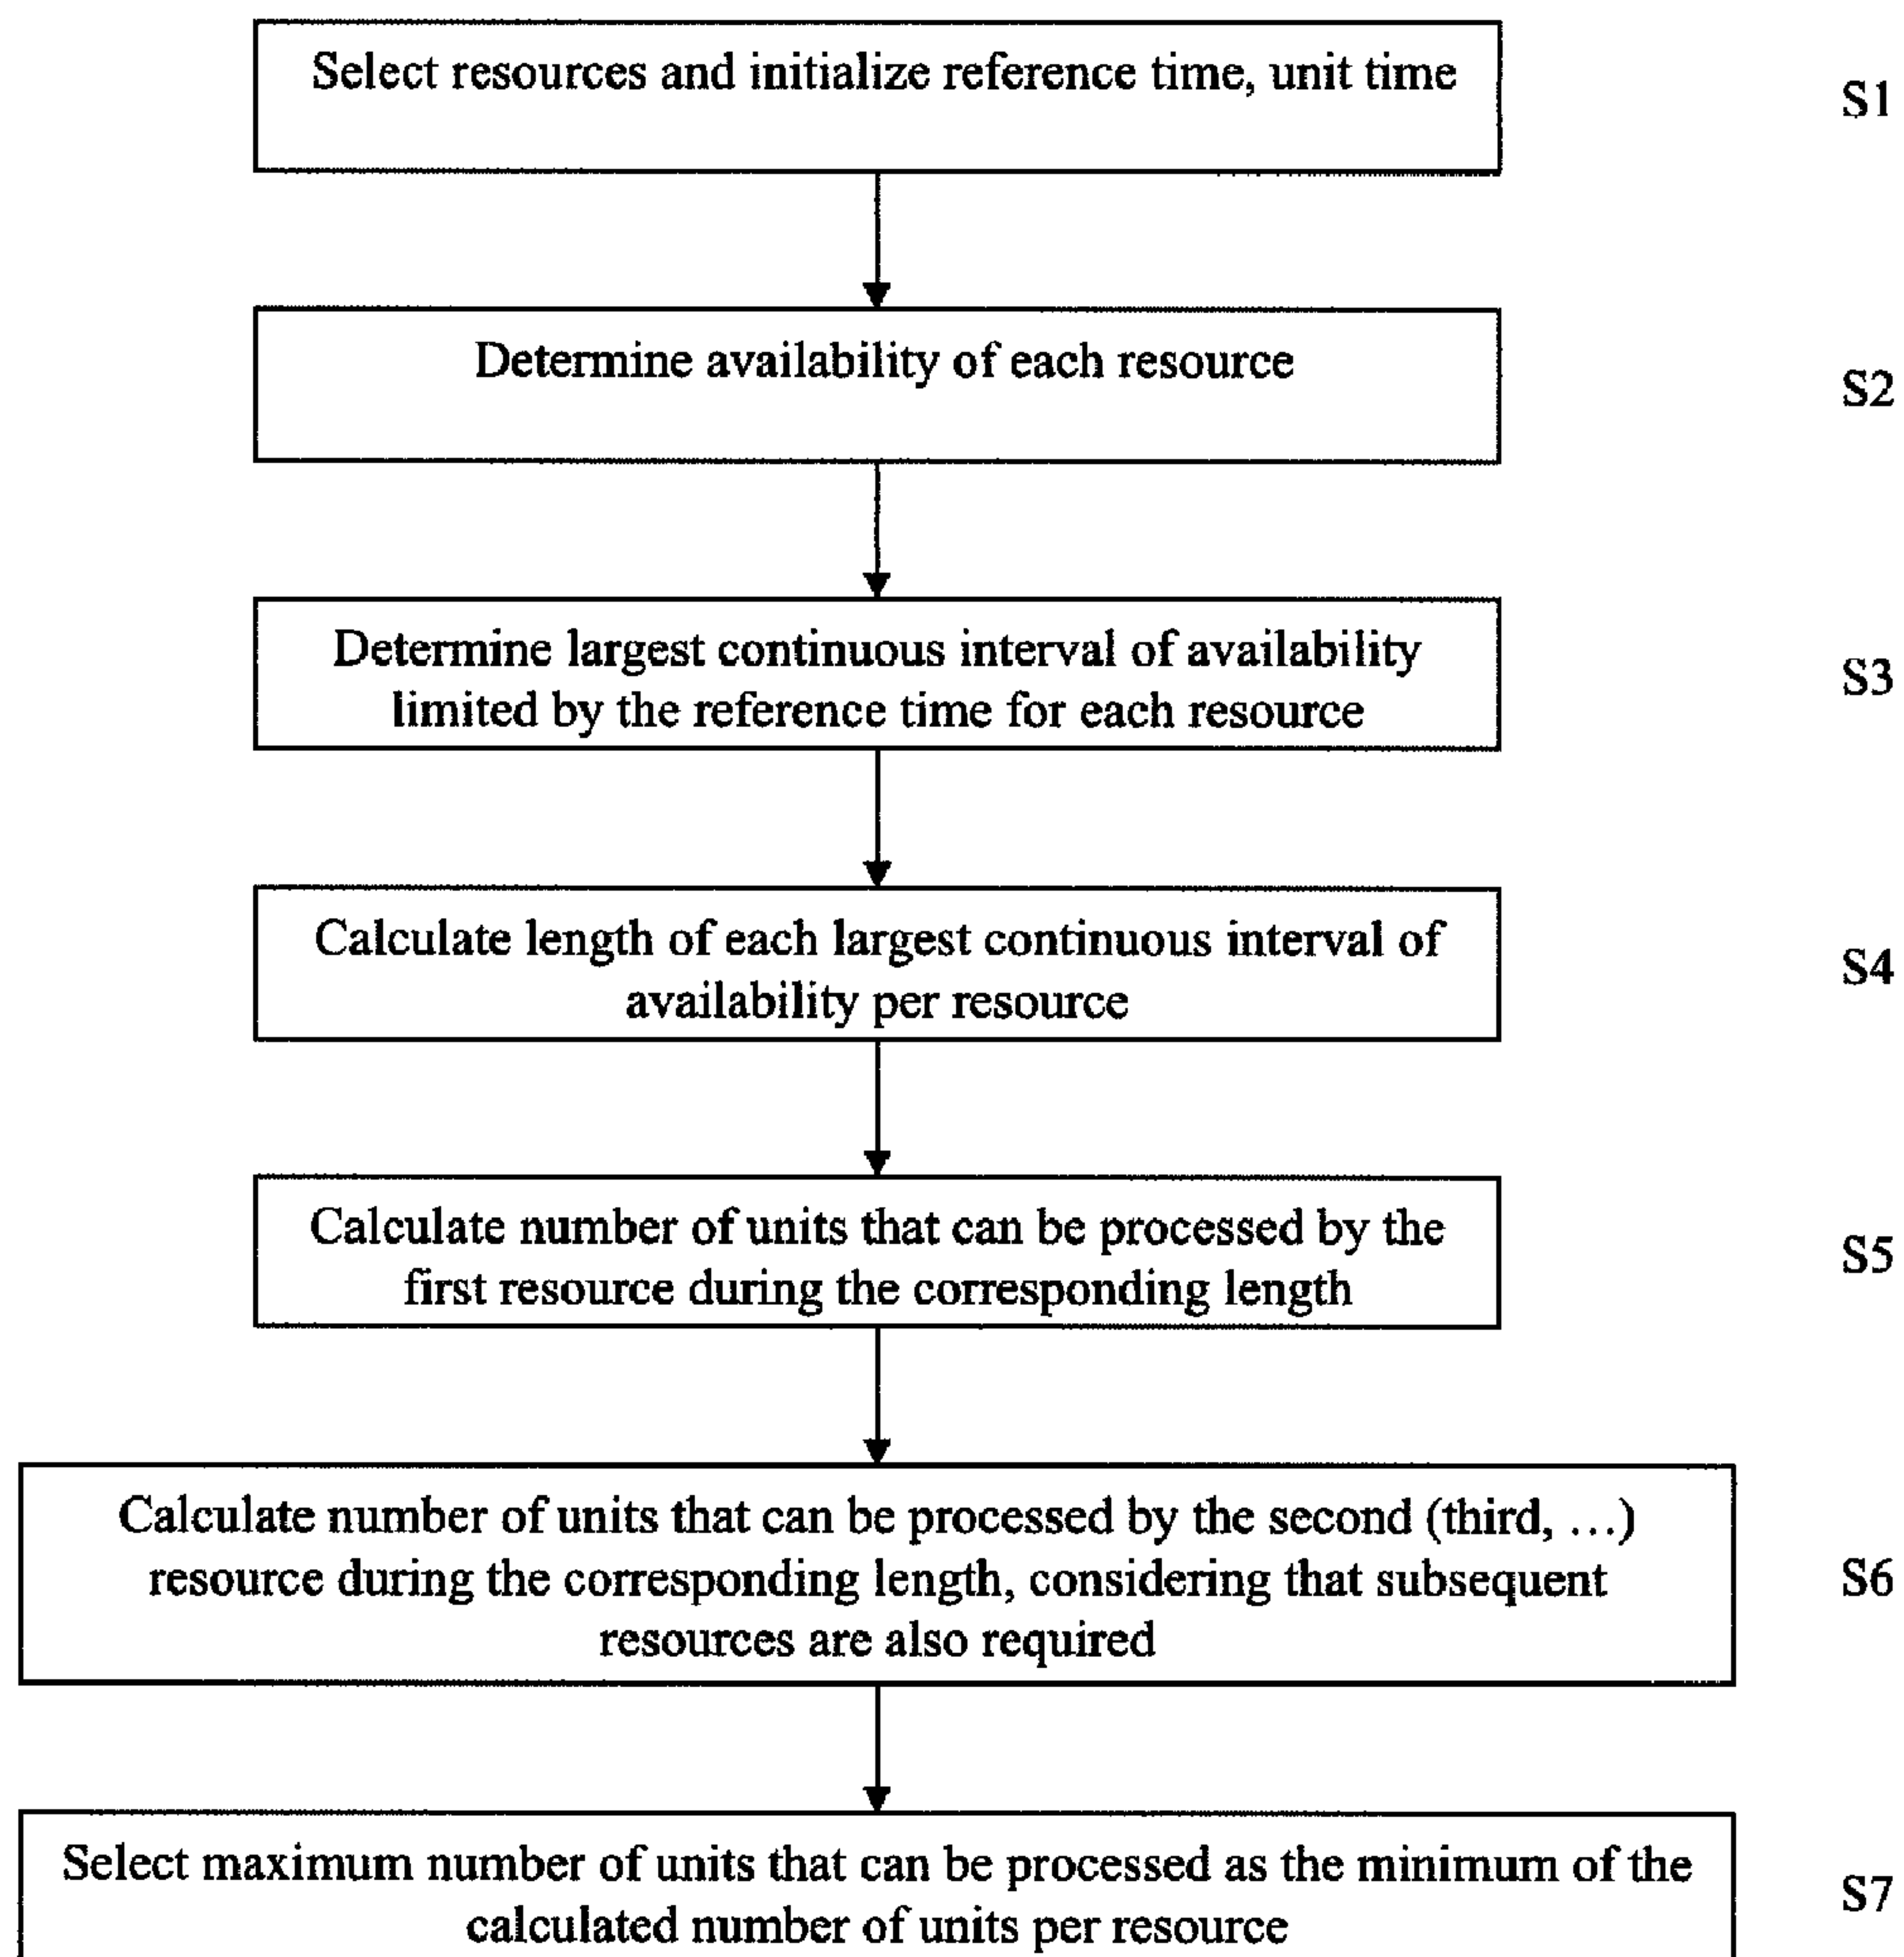 Select resources and initialize reference time, unit time
S1
Determine availability of each resource
S2
Determine largest continuous interval of availability
limited by the reference time for each resource
S3
Calculate length of each largest continuous interval of
availability per resource
S4
Calculate number of units that can be processed by the
first resource during the corresponding length
S5
Calculate number of units that can be processed by the second (third, …)
resource during the corresponding length, considering that subsequent
resources are also required
S6
Select maximum number of units that can be processed as the minimum of the
calculated number of units per resource
S7